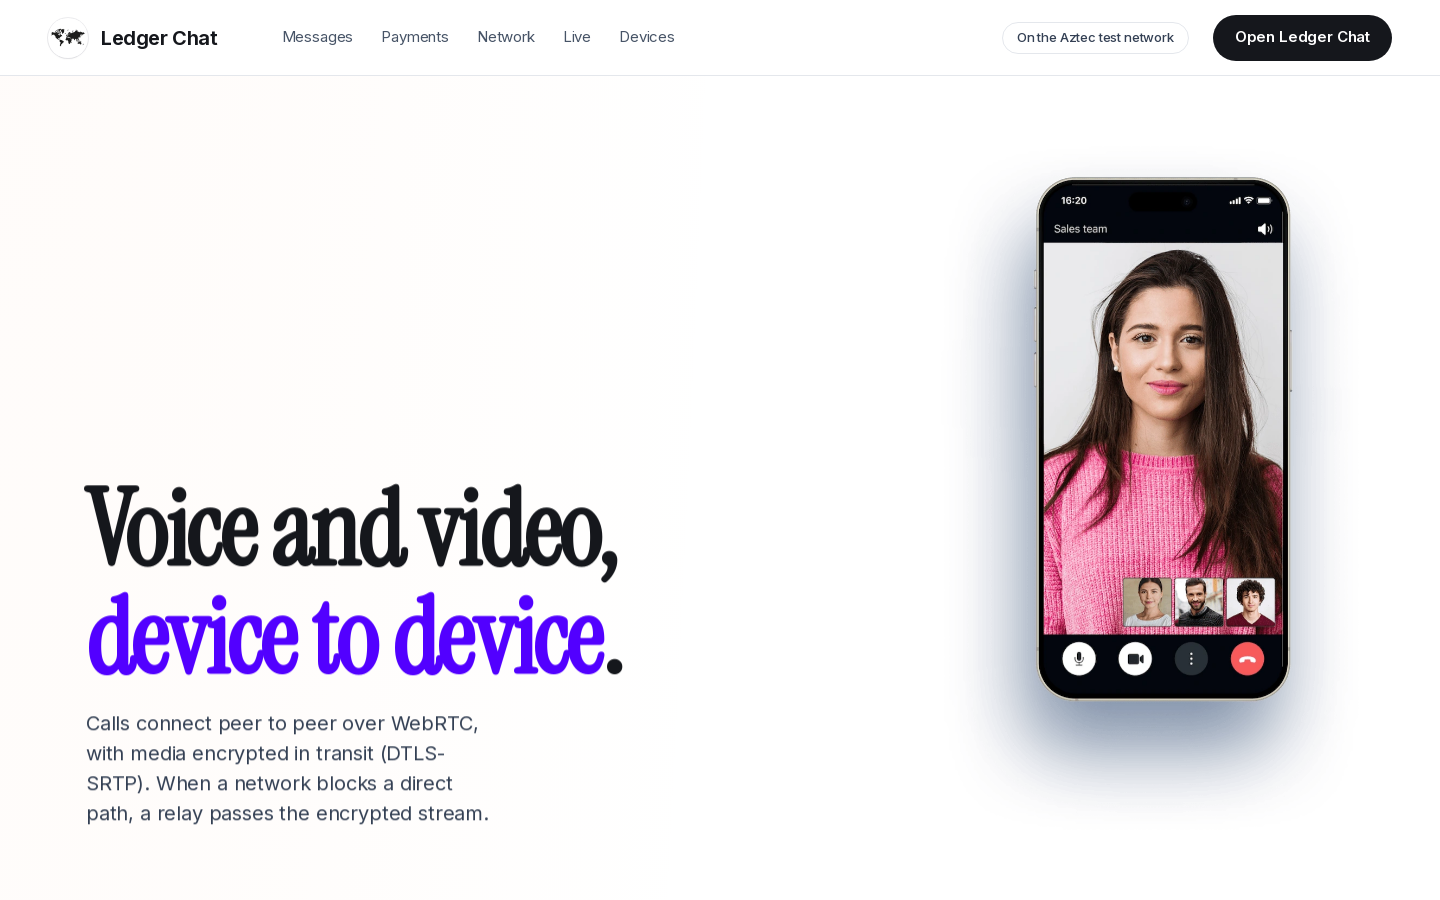 Ledger Chat
Messages
Payments
Network
Live
Devices
On the Aztec test network
Open Ledger Chat
16:20
Sales team
Voice and video,
device to device.
Calls connect peer to peer over WebRTC,
with media encrypted in transit (DTLS-
SRTP). When a network blocks a direct
path, a relay passes the encrypted stream.